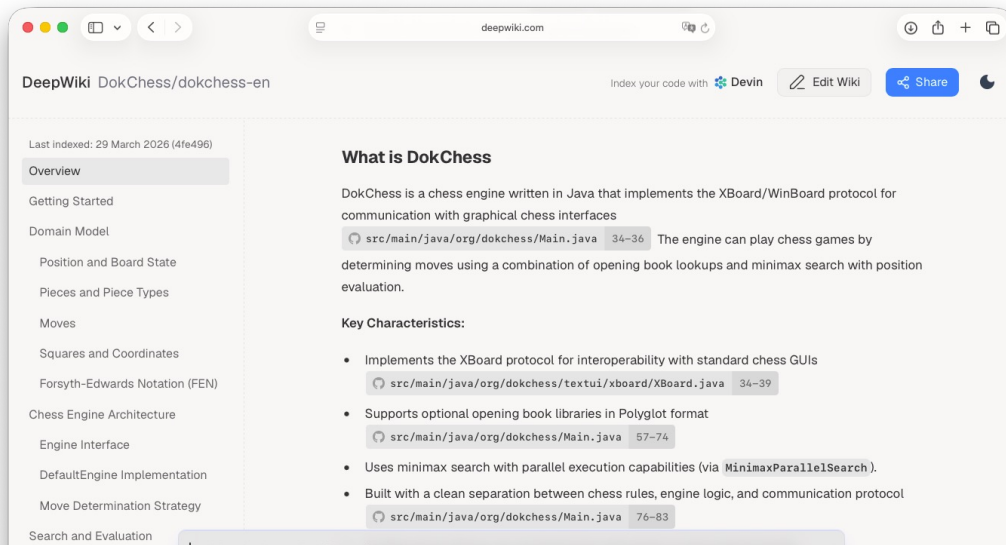 deepwiki.com
DeepWiki DokChess/dokchess-en
Index your code with Devin
Edit Wiki
Share
Last indexed: 29 March 2026 (4fe496)
Overview
Getting Started
Domain Model
Position and Board State
Pieces and Piece Types
Moves
Squares and Coordinates
Forsyth-Edwards Notation (FEN)
Chess Engine Architecture
Engine Interface
DefaultEngine Implementation
Move Determination Strategy
Search and Evaluation
What is DokChess
DokChess is a chess engine written in Java that implements the XBoard/WinBoard protocol for
communication with graphical chess interfaces
src/main/java/org/dokchess/Main.java 34–36 The engine can play chess games by
determining moves using a combination of opening book lookups and minimax search with position
evaluation.
Key Characteristics:
• Implements the XBoard protocol for interoperability with standard chess GUIs
src/main/java/org/dokchess/textui/xboard/XBoard.java 34–39
• Supports optional opening book libraries in Polyglot format
src/main/java/org/dokchess/Main.java 57–74
• Uses minimax search with parallel execution capabilities (via MinimaxParallelSearch).
• Built with a clean separation between chess rules, engine logic, and communication protocol
src/main/java/org/dokchess/Main.java 76–83